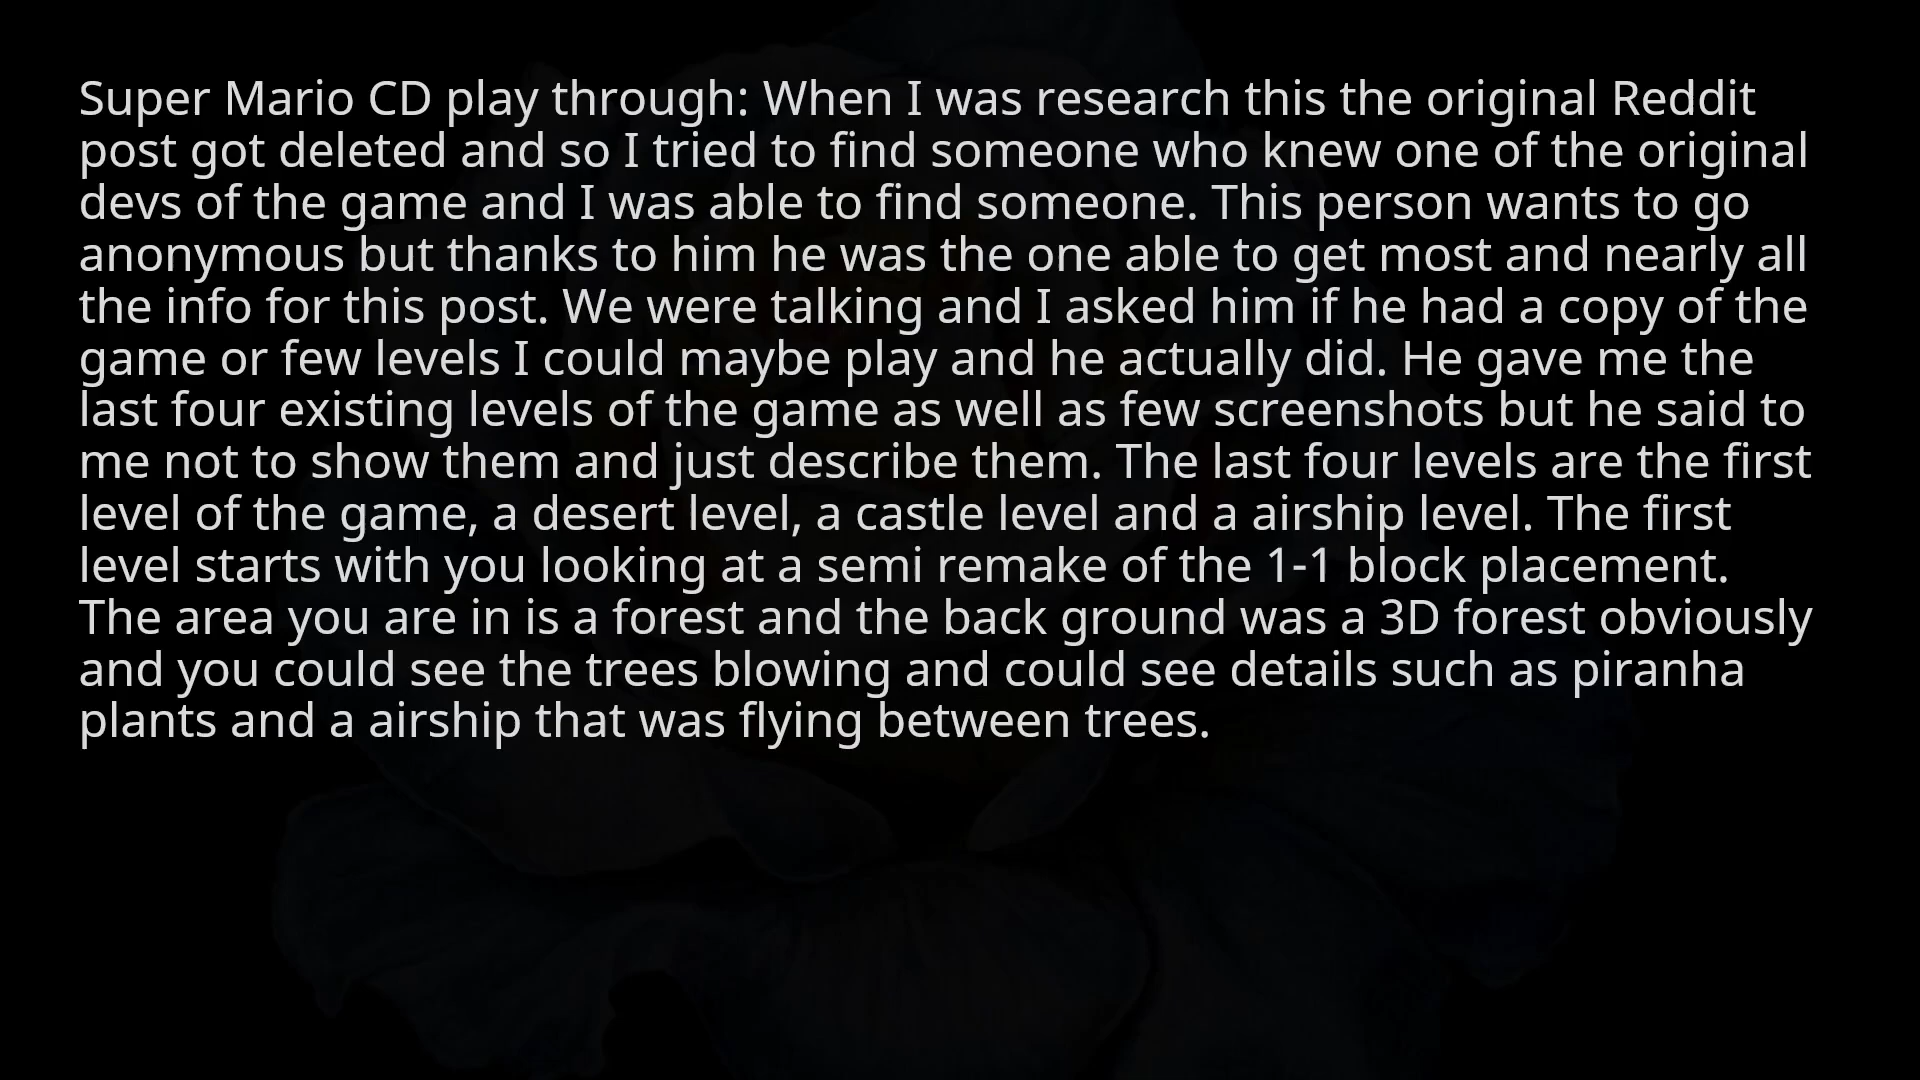 Super Mario CD play through: When I was research this the original Reddit
post got deleted and so I tried to find someone who knew one of the original
devs of the game and I was able to find someone. This person wants to go
anonymous but thanks to him he was the one able to get most and nearly all
the info for this post. We were talking and I asked him if he had a copy of the
game or few levels I could maybe play and he actually did. He gave me the
last four existing levels of the game as well as few screenshots but he said to
me not to show them and just describe them. The last four levels are the first
level of the game, a desert level, a castle level and a airship level. The first
level starts with you looking at a semi remake of the 1-1 block placement.
The area you are in is a forest and the back ground was a 3D forest obviously
and you could see the trees blowing and could see details such as piranha
plants and a airship that was flying between trees.